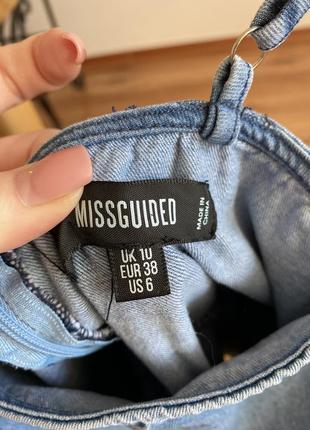 MISSGUIDED
MADE IN
CHINA
UK 10
EUR 38
US 6